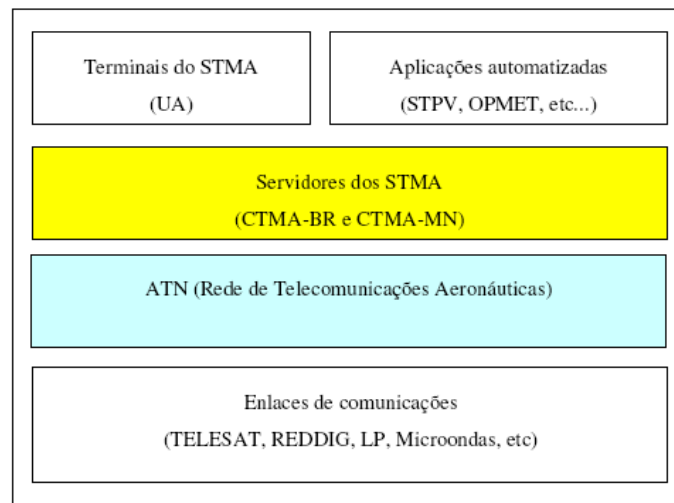 Terminais do STMA
(UA)
Aplicações automatizadas
(STPV, OPMET, etc...)
Servidores dos STMA
(CTMA-BR e CTMA-MN)
ATN (Rede de Telecomunicações Aeronáuticas)
Enlaces de comunicações
(TELESAT, REDDIG, LP, Microondas, etc)